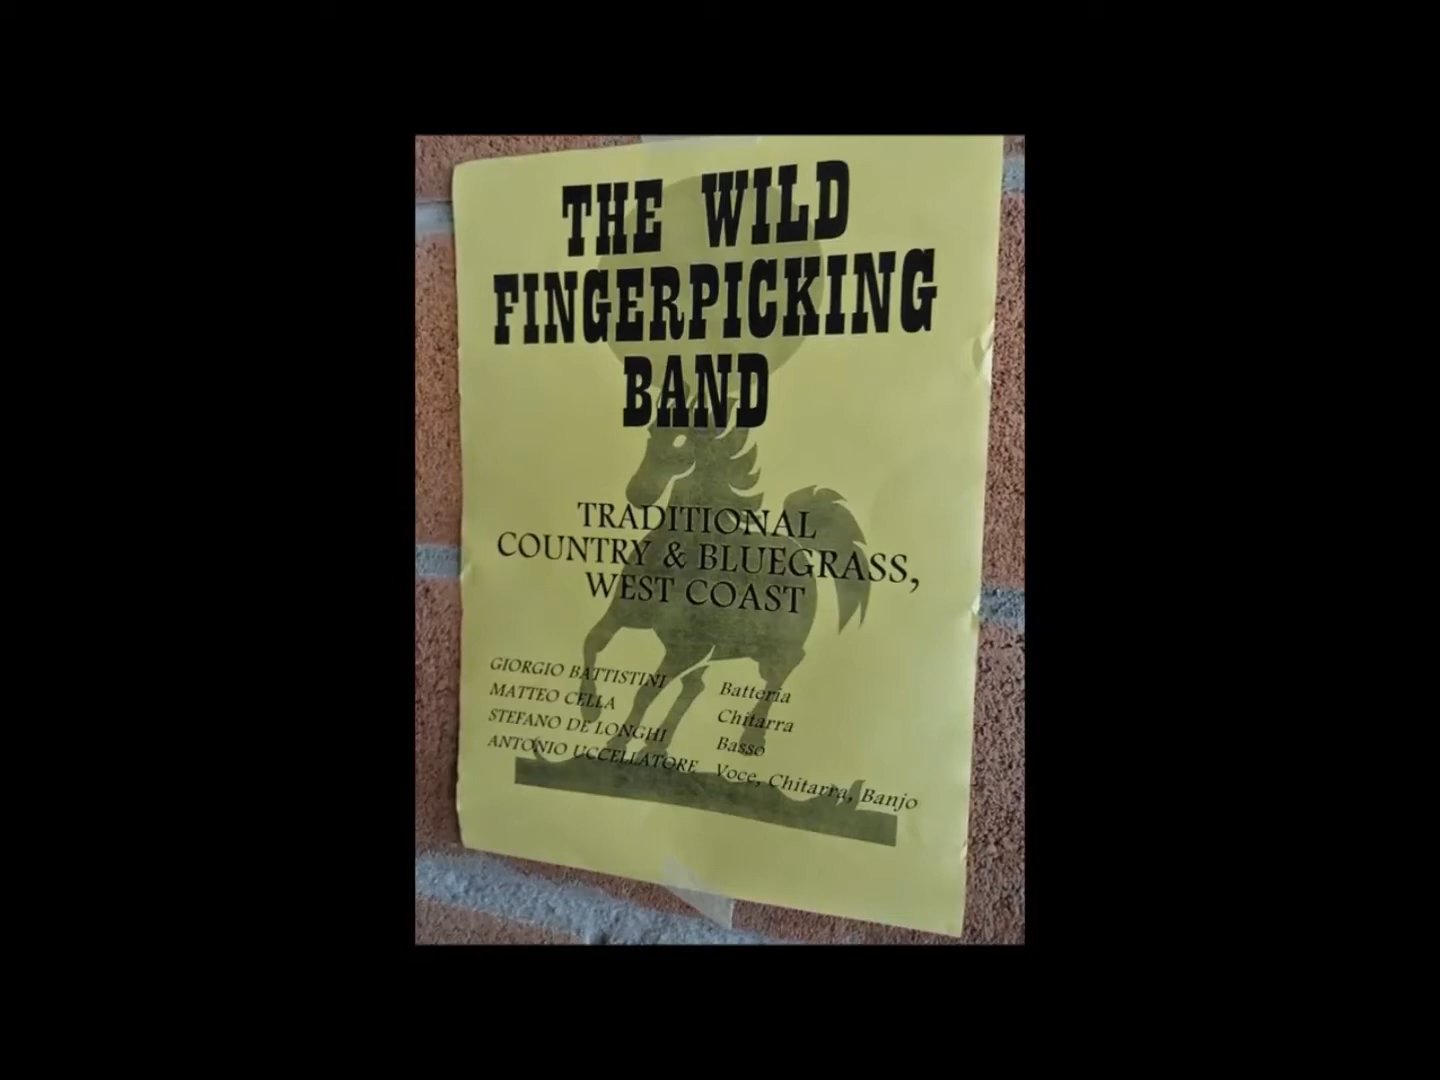 THE WILD
FINGERPICKING
BAND
TRADITIONAL
COUNTRY & BLUEGRASS,
WEST COAST
GIORGIO BATTISTINI Batteria
MATTEO CELLA Chitarra
STEFANO DE LONGHI Basso
ANTONIO UCCELLATORE Voce, Chitarra, Banjo